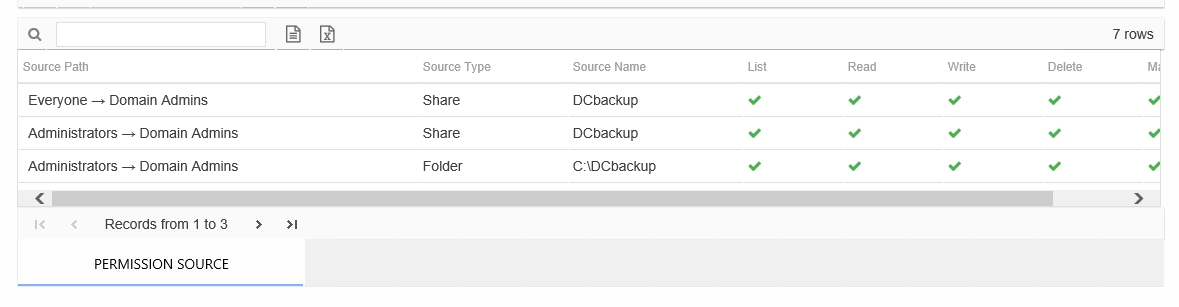 7 rows
Source Path Source Type Source Name List Read Write Delete Ma
Everyone → Domain Admins Share DCbackup
Administrators → Domain Admins Share DCbackup
Administrators → Domain Admins Folder C:\DCbackup
Records from 1 to 3
PERMISSION SOURCE